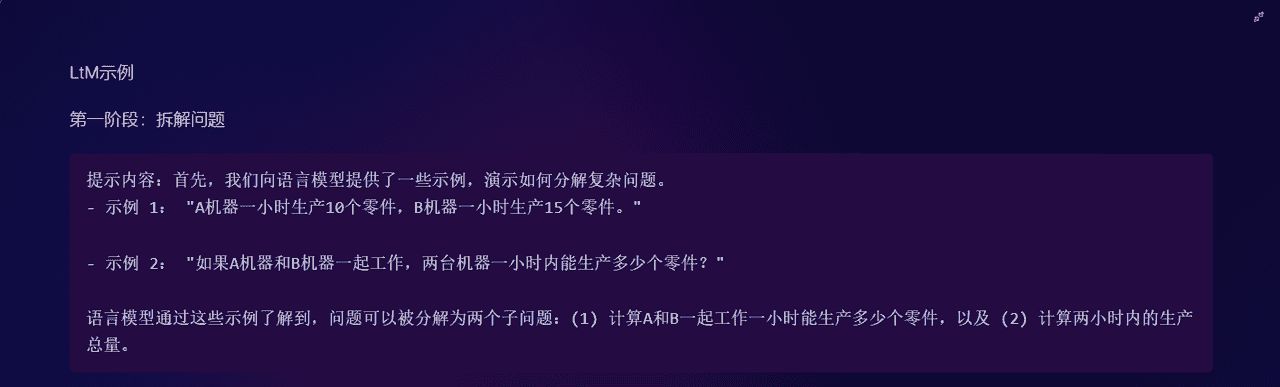 LtM示例
第一阶段：拆解问题
提示内容：首先，我们向语言模型提供了一些示例，演示如何分解复杂问题。
- 示例 1： "A机器一小时生产10个零件，B机器一小时生产15个零件。"
- 示例 2： "如果A机器和B机器一起工作，两台机器一小时内能生产多少个零件？"
语言模型通过这些示例了解到，问题可以被分解为两个子问题：(1) 计算A和B一起工作一小时能生产多少个零件，以及 (2) 计算两小时内的生产
总量。